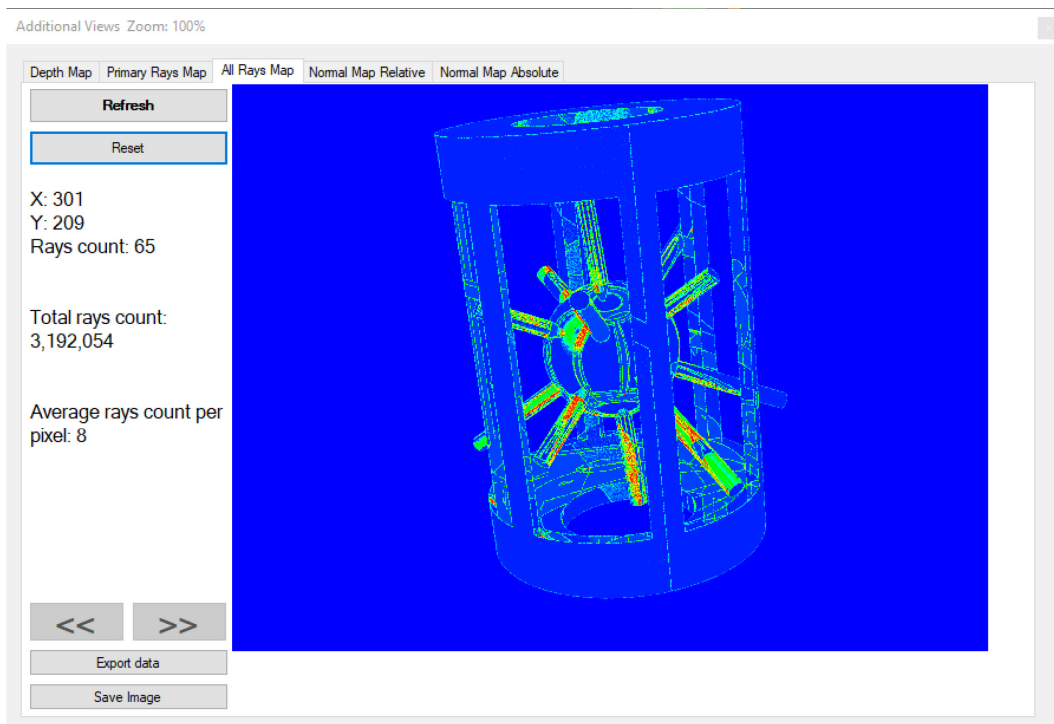 Additional Views Zoom: 100%
Depth Map Primary Rays Map All Rays Map Normal Map Relative Normal Map Absolute
Refresh
Reset
X: 301
Y: 209
Rays count: 65
Total rays count:
3,192,054
Average rays count per
pixel: 8
<< >>
Export data
Save Image